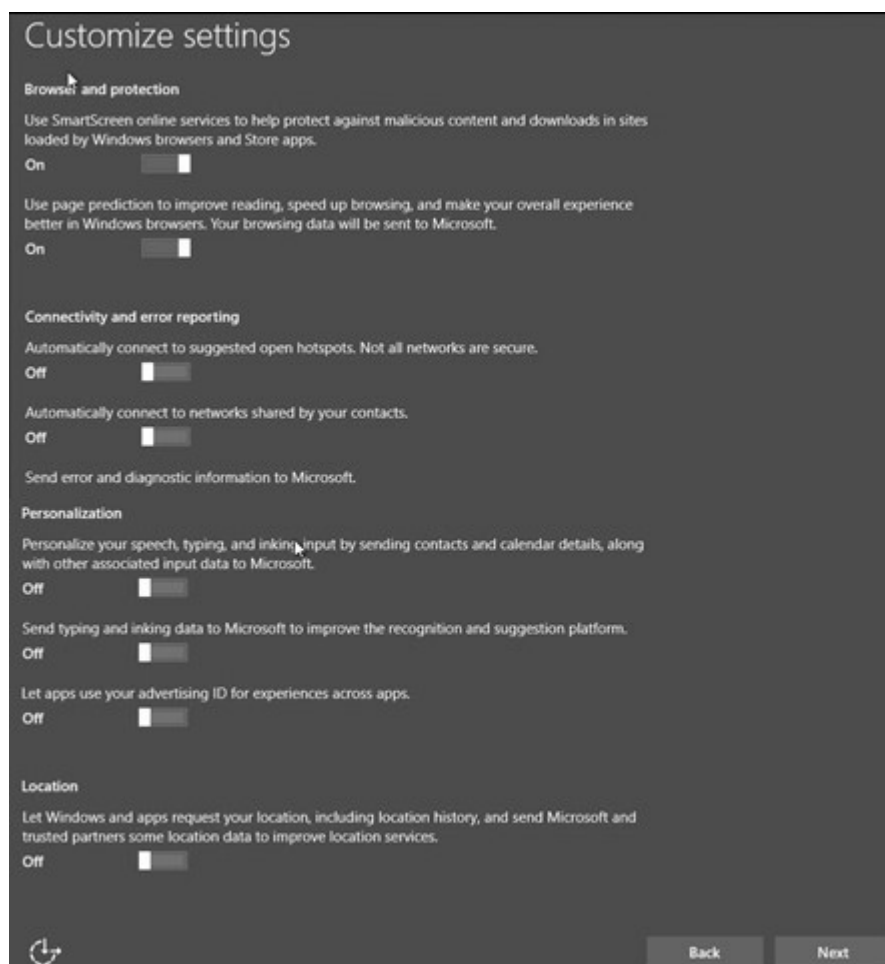 Customize settings
Browser and protection
Use SmartScreen online services to help protect against malicious content and downloads in sites
loaded by Windows browsers and Store apps.
On
Use page prediction to improve reading, speed up browsing, and make your overall experience
better in Windows browsers. Your browsing data will be sent to Microsoft.
On
Connectivity and error reporting
Automatically connect to suggested open hotspots. Not all networks are secure.
Off
Automatically connect to networks shared by your contacts.
Off
Send error and diagnostic information to Microsoft.
Personalization
Personalize your speech, typing, and inking input by sending contacts and calendar details, along
with other associated input data to Microsoft.
Off
Send typing and inking data to Microsoft to improve the recognition and suggestion platform.
Off
Let apps use your advertising ID for experiences across apps.
Off
Location
Let Windows and apps request your location, including location history, and send Microsoft and
trusted partners some location data to improve location services.
Off
Back Next